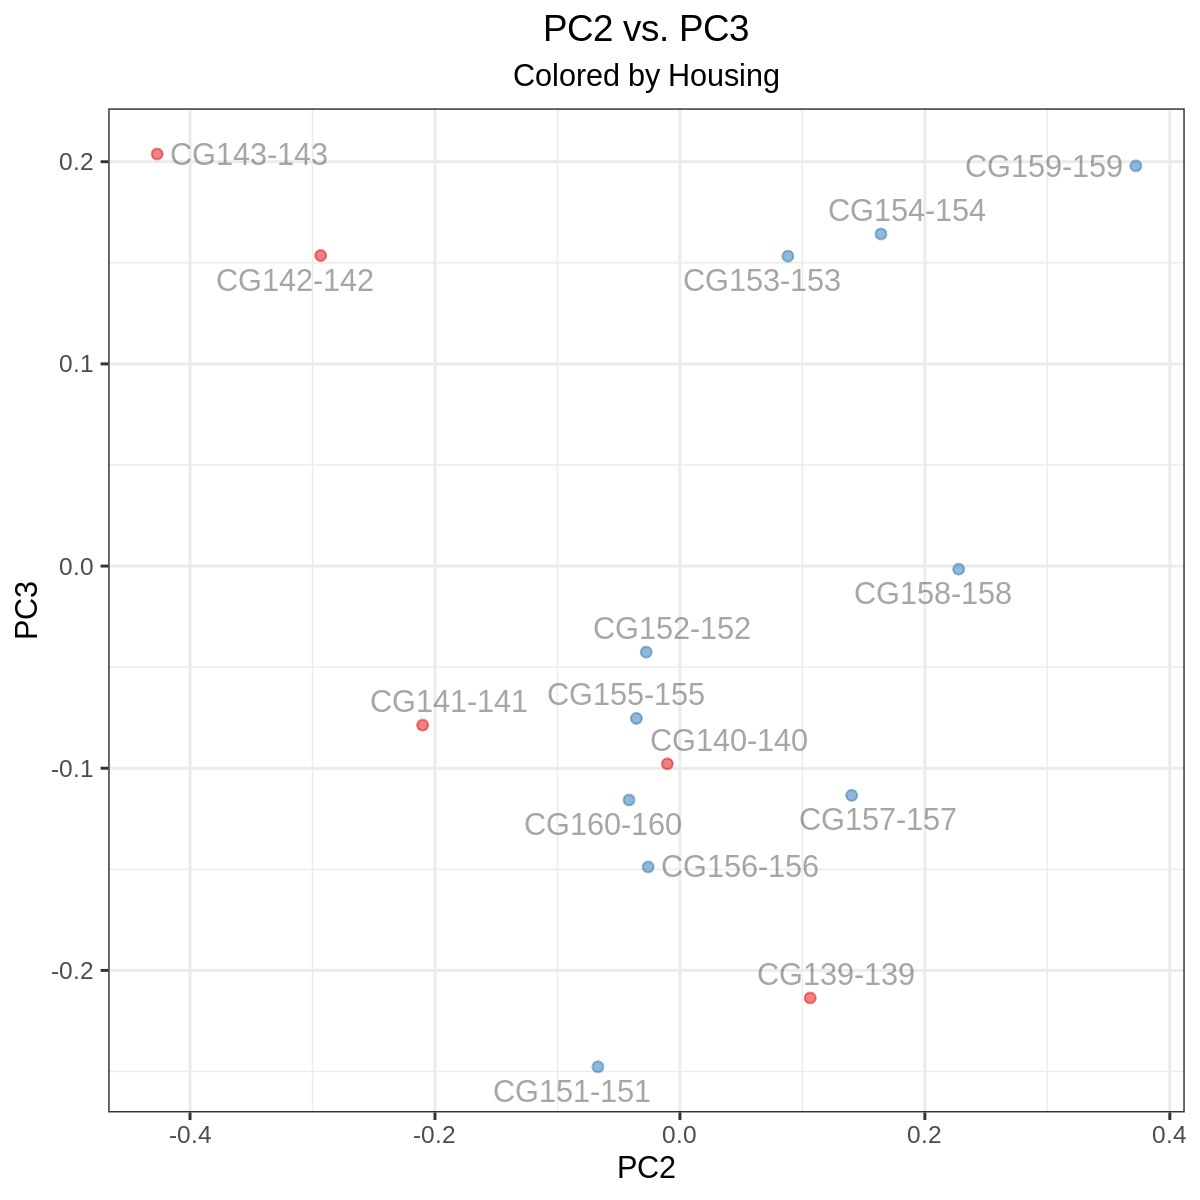 PC2 vs. PC3
Colored by Housing
CG143-143
CG159-159
CG154-154
CG142-142
CG153-153
CG158-158
CG152-152
CG155-155
CG141-141
CG140-140
CG160-160
CG157-157
CG156-156
CG139-139
CG151-151
0.2
0.1
0.0
-0.1
-0.2
PC3
-0.4 -0.2 0.0 0.2 0.4
PC2